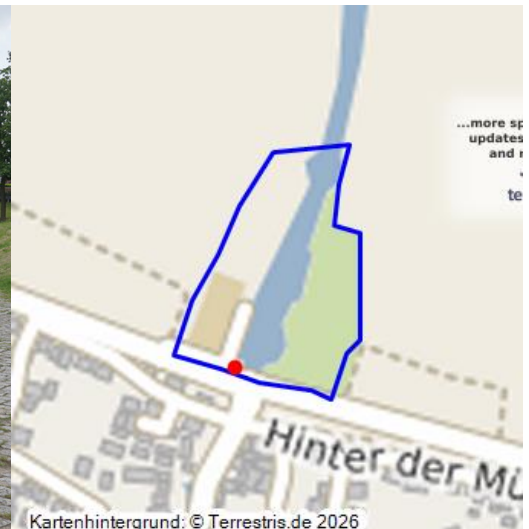 ...more sp
updates
and
te
Hinter der Mü
Kartenhintergrund: © Terrestris.de 2026